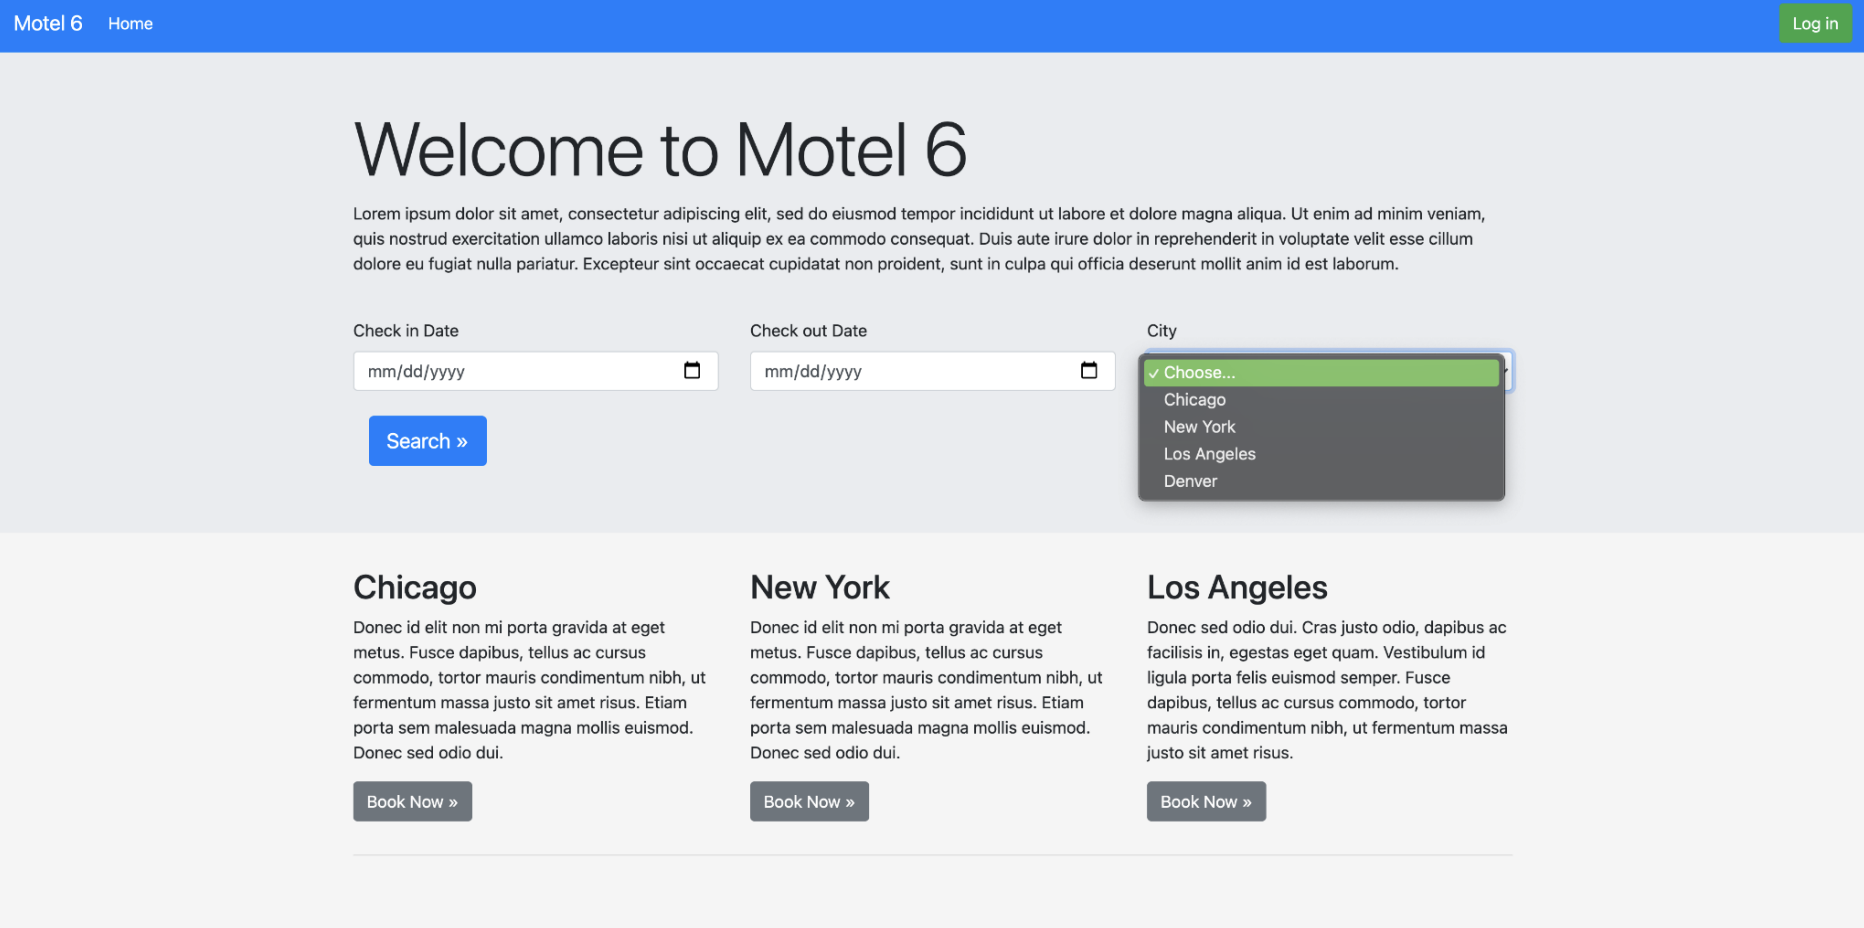 Motel 6 Home Log in
Welcome to Motel 6
Lorem ipsum dolor sit amet, consectetur adipiscing elit, sed do eiusmod tempor incididunt ut labore et dolore magna aliqua. Ut enim ad minim veniam,
quis nostrud exercitation ullamco laboris nisi ut aliquip ex ea commodo consequat. Duis aute irure dolor in reprehenderit in voluptate velit esse cillum
dolore eu fugiat nulla pariatur. Excepteur sint occaecat cupidatat non proident, sunt in culpa qui officia deserunt mollit anim id est laborum.
Check in Date
mm/dd/yyyy
Check out Date
mm/dd/yyyy
City
✓ Choose...
Chicago
New York
Los Angeles
Denver
Search »
Chicago
Donec id elit non mi porta gravida at eget
metus. Fusce dapibus, tellus ac cursus
commodo, tortor mauris condimentum nibh, ut
fermentum massa justo sit amet risus. Etiam
porta sem malesuada magna mollis euismod.
Donec sed odio dui.
Book Now »
New York
Donec id elit non mi porta gravida at eget
metus. Fusce dapibus, tellus ac cursus
commodo, tortor mauris condimentum nibh, ut
fermentum massa justo sit amet risus. Etiam
porta sem malesuada magna mollis euismod.
Donec sed odio dui.
Book Now »
Los Angeles
Donec sed odio dui. Cras justo odio, dapibus ac
facilisis in, egestas eget quam. Vestibulum id
ligula porta felis euismod semper. Fusce
dapibus, tellus ac cursus commodo, tortor
mauris condimentum nibh, ut fermentum massa
justo sit amet risus.
Book Now »